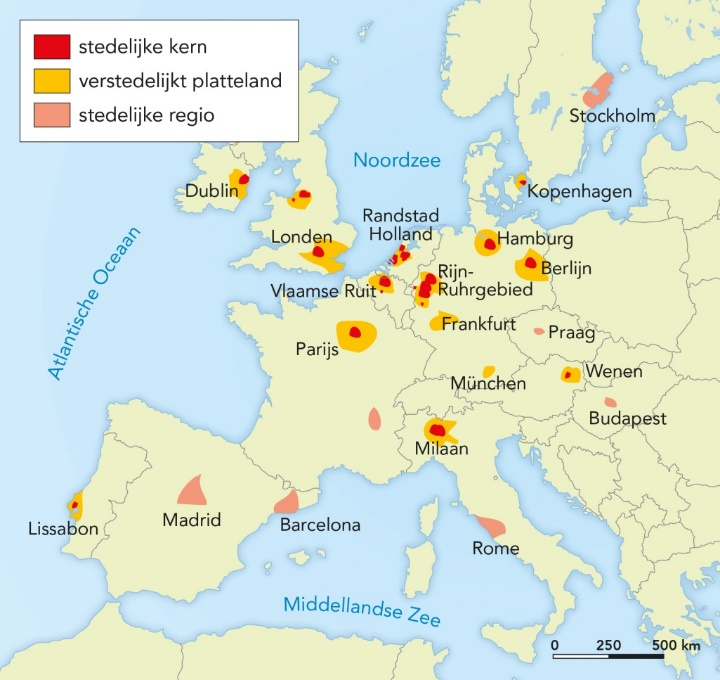 stedelijke kern
verstedelijkt platteland
stedelijke regio
Stockholm
Noordzee
Dublin
Kopenhagen
Randstad
Holland
Londen
Hamburg
Berlijn
Rijn-
Ruhrgebied
Vlaamse Ruit
Atlantische Oceaan
Frankfurt
Praag
Parijs
Wenen
München
Budapest
Milaan
Madrid
Barcelona
Lissabon
Rome
Middellandse Zee
0 250 500 km